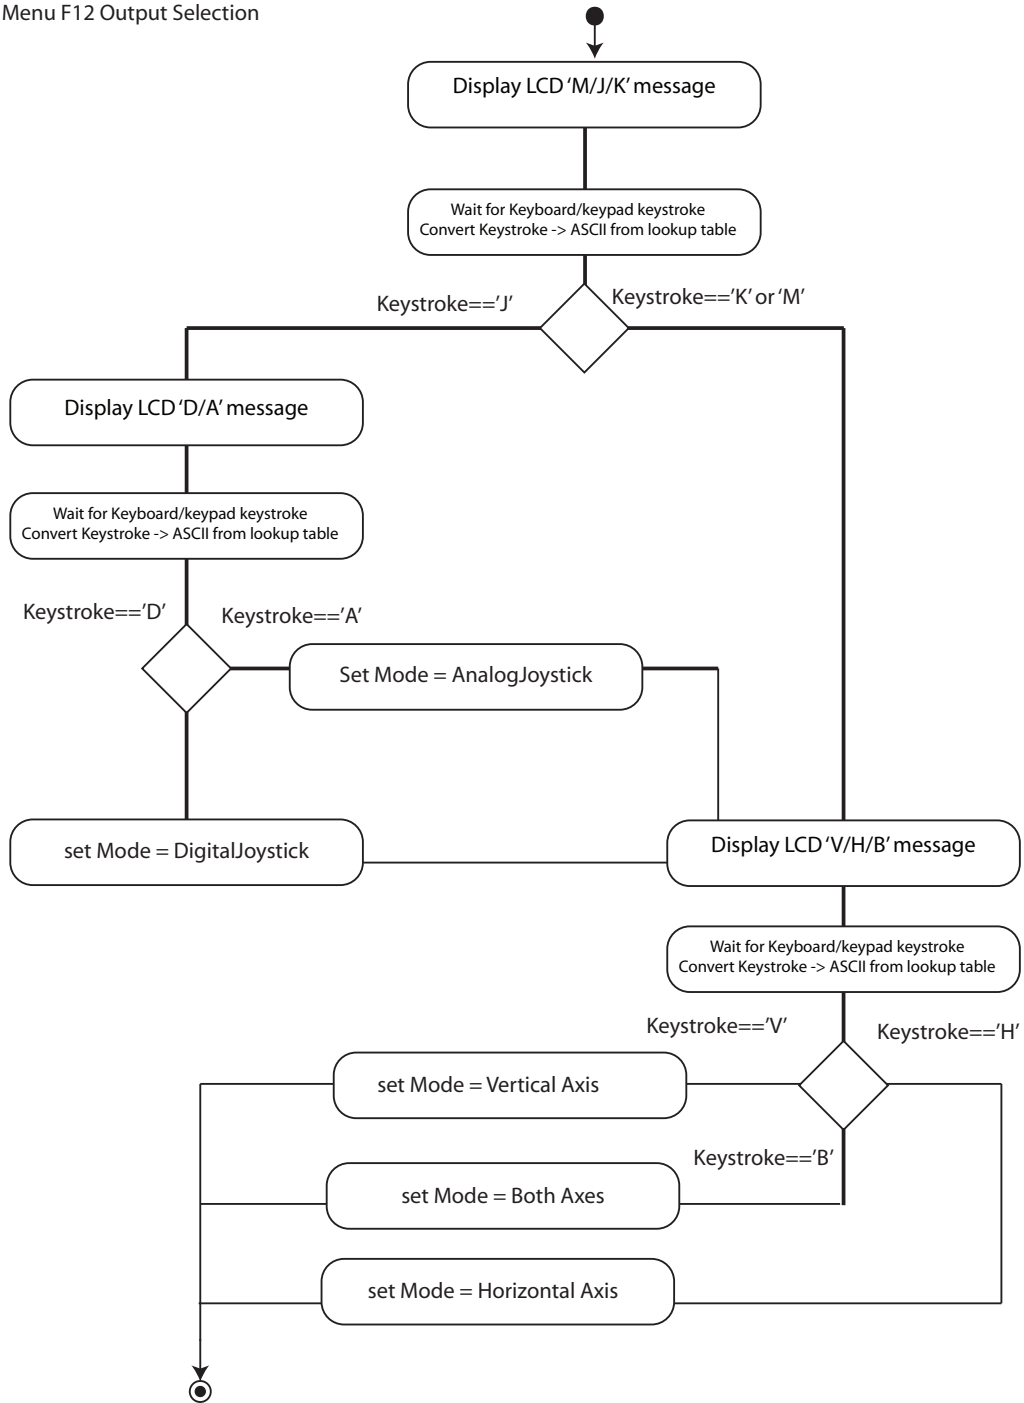 Menu F12 Output Selection
Display LCD ‘M/J/K’ message
Wait for Keyboard/keypad keystroke
Convert Keystroke -> ASCII from lookup table
Keystroke==’J’
Keystroke==’K’ or ‘M’
Display LCD ‘D/A’ message
Wait for Keyboard/keypad keystroke
Convert Keystroke -> ASCII from lookup table
Keystroke==’D’
Keystroke==’A’
Set Mode = AnalogJoystick
set Mode = DigitalJoystick
Display LCD ‘V/H/B’ message
Wait for Keyboard/keypad keystroke
Convert Keystroke -> ASCII from lookup table
Keystroke==’V’
Keystroke==’H’
set Mode = Vertical Axis
Keystroke==’B’
set Mode = Both Axes
set Mode = Horizontal Axis